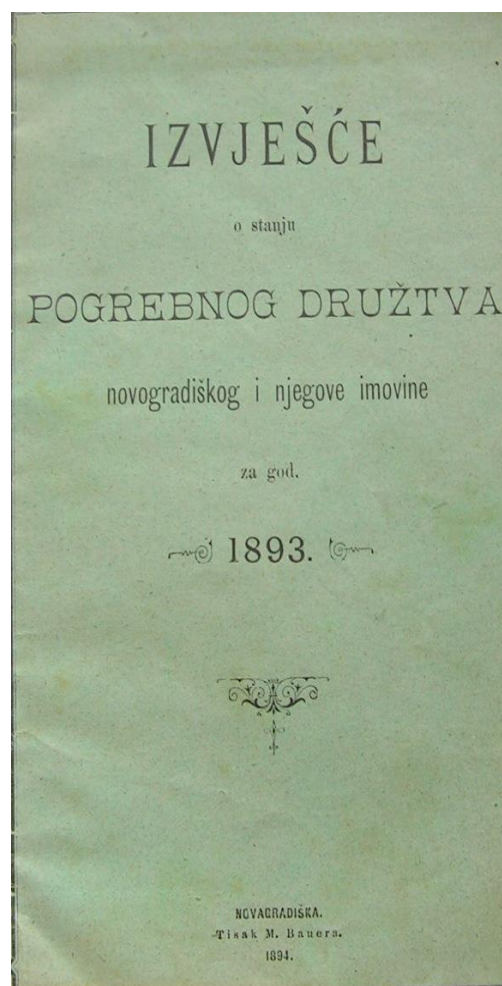 IZVJEŠĆE
o stanju
POGREBNOG DRUŽTVA
novogradiškog i njegove imovine
za god.
1893.
NOVAGRADIŠKA.
Tisak M. Bauera.
1894.